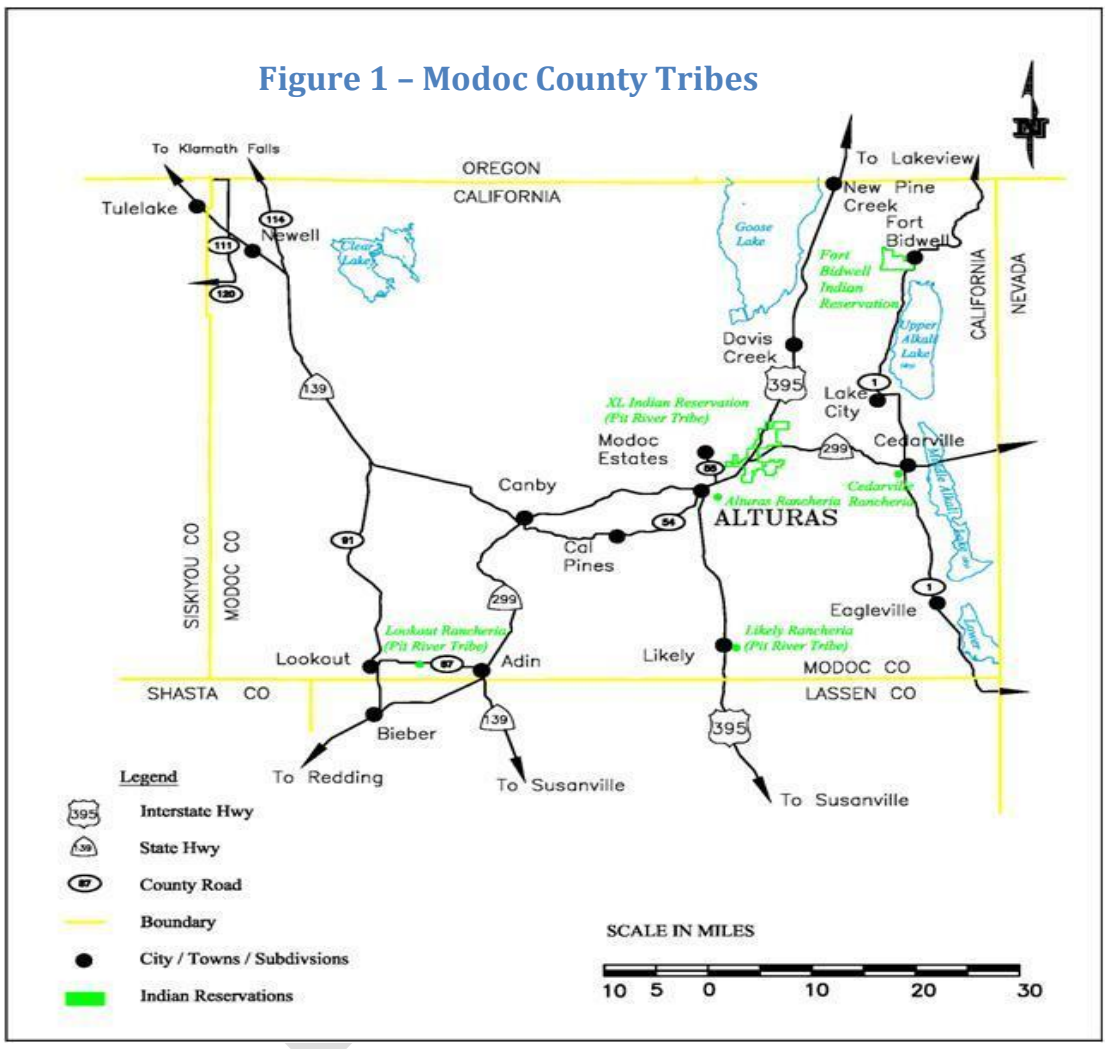 Figure 1 – Modoc County Tribes
N
To Klamath Falls
OREGON
CALIFORNIA
To Lakeview
Tulelake
114
111
Newell
120
Clear
Lake
Goose
Lake
New Pine
Creek
Fort
Bidwell
Fort
Bidwell
Indian
Reservation
CALIFORNIA
NEVADA
Upper
Alkali
Lake
Davis
Creek
395
139
1
Lake
City
XL Indian Reservation
(Pit River Tribe)
Modoc
Estates
299
Cedarville
Canby
Cedarville
Rancheria
Alturas Rancheria
ALTURAS
54
Cal
Pines
Middle Alkali Lake
91
SISKIYOU CO
MODOC CO
299
1
Eagleville
Lower
Lookout Rancheria
(Pit River Tribe)
Likely Rancheria
(Pit River Tribe)
Lookout
87
Adin
Likely
MODOC CO
SHASTA CO
LASSEN CO
Bieber
139
395
To Redding
To Susanville
To Susanville
Legend
395
Interstate Hwy
139
State Hwy
87
County Road
Boundary
City / Towns / Subdivsions
Indian Reservations
SCALE IN MILES
10 5 0 10 20 30